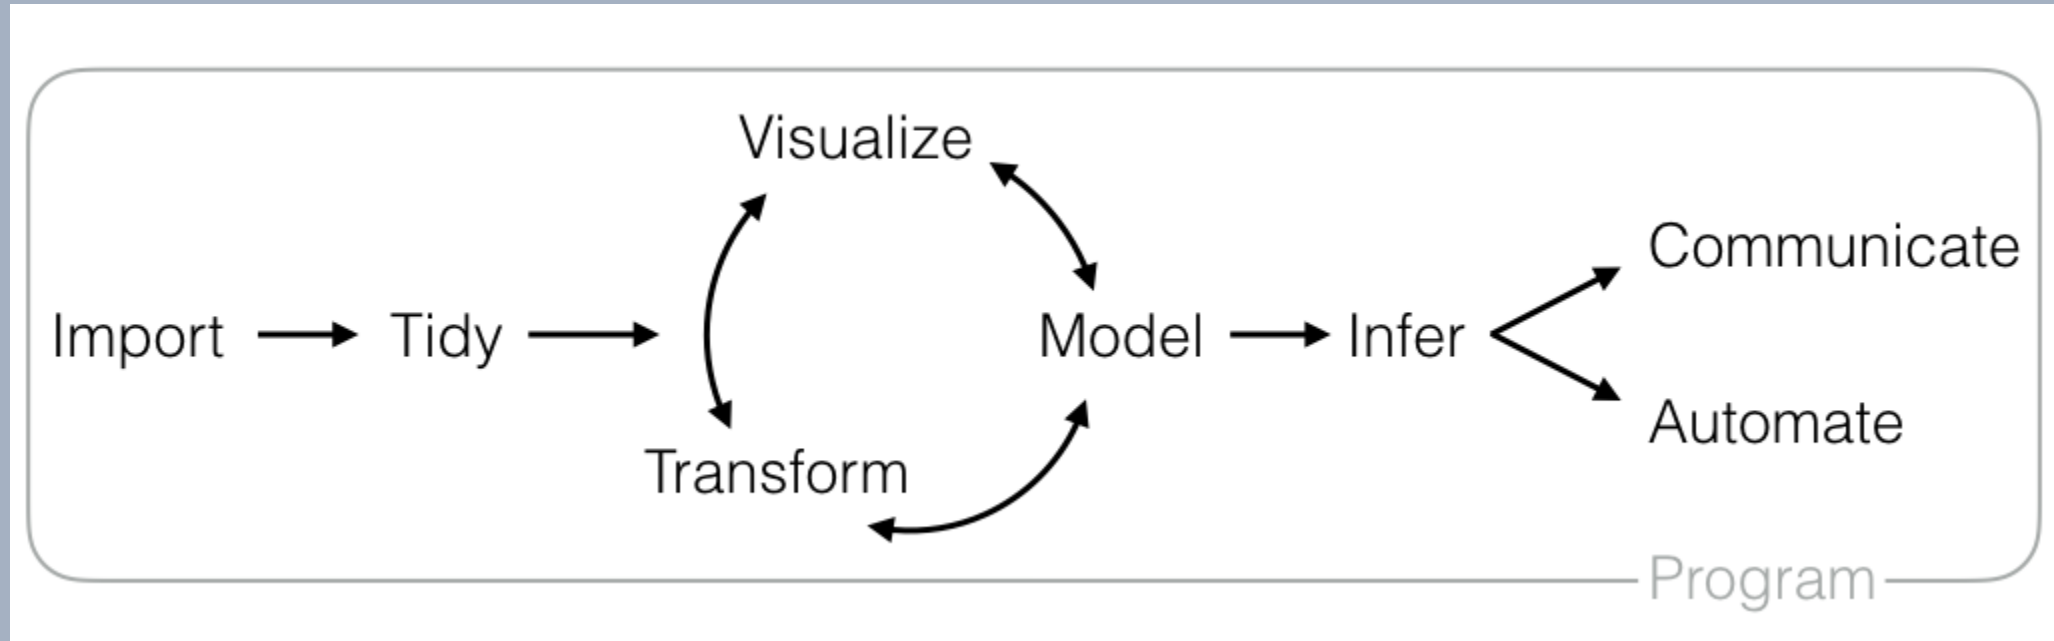 Visualize
Communicate
Import
Tidy
Model
Infer
Automate
Transform
Program